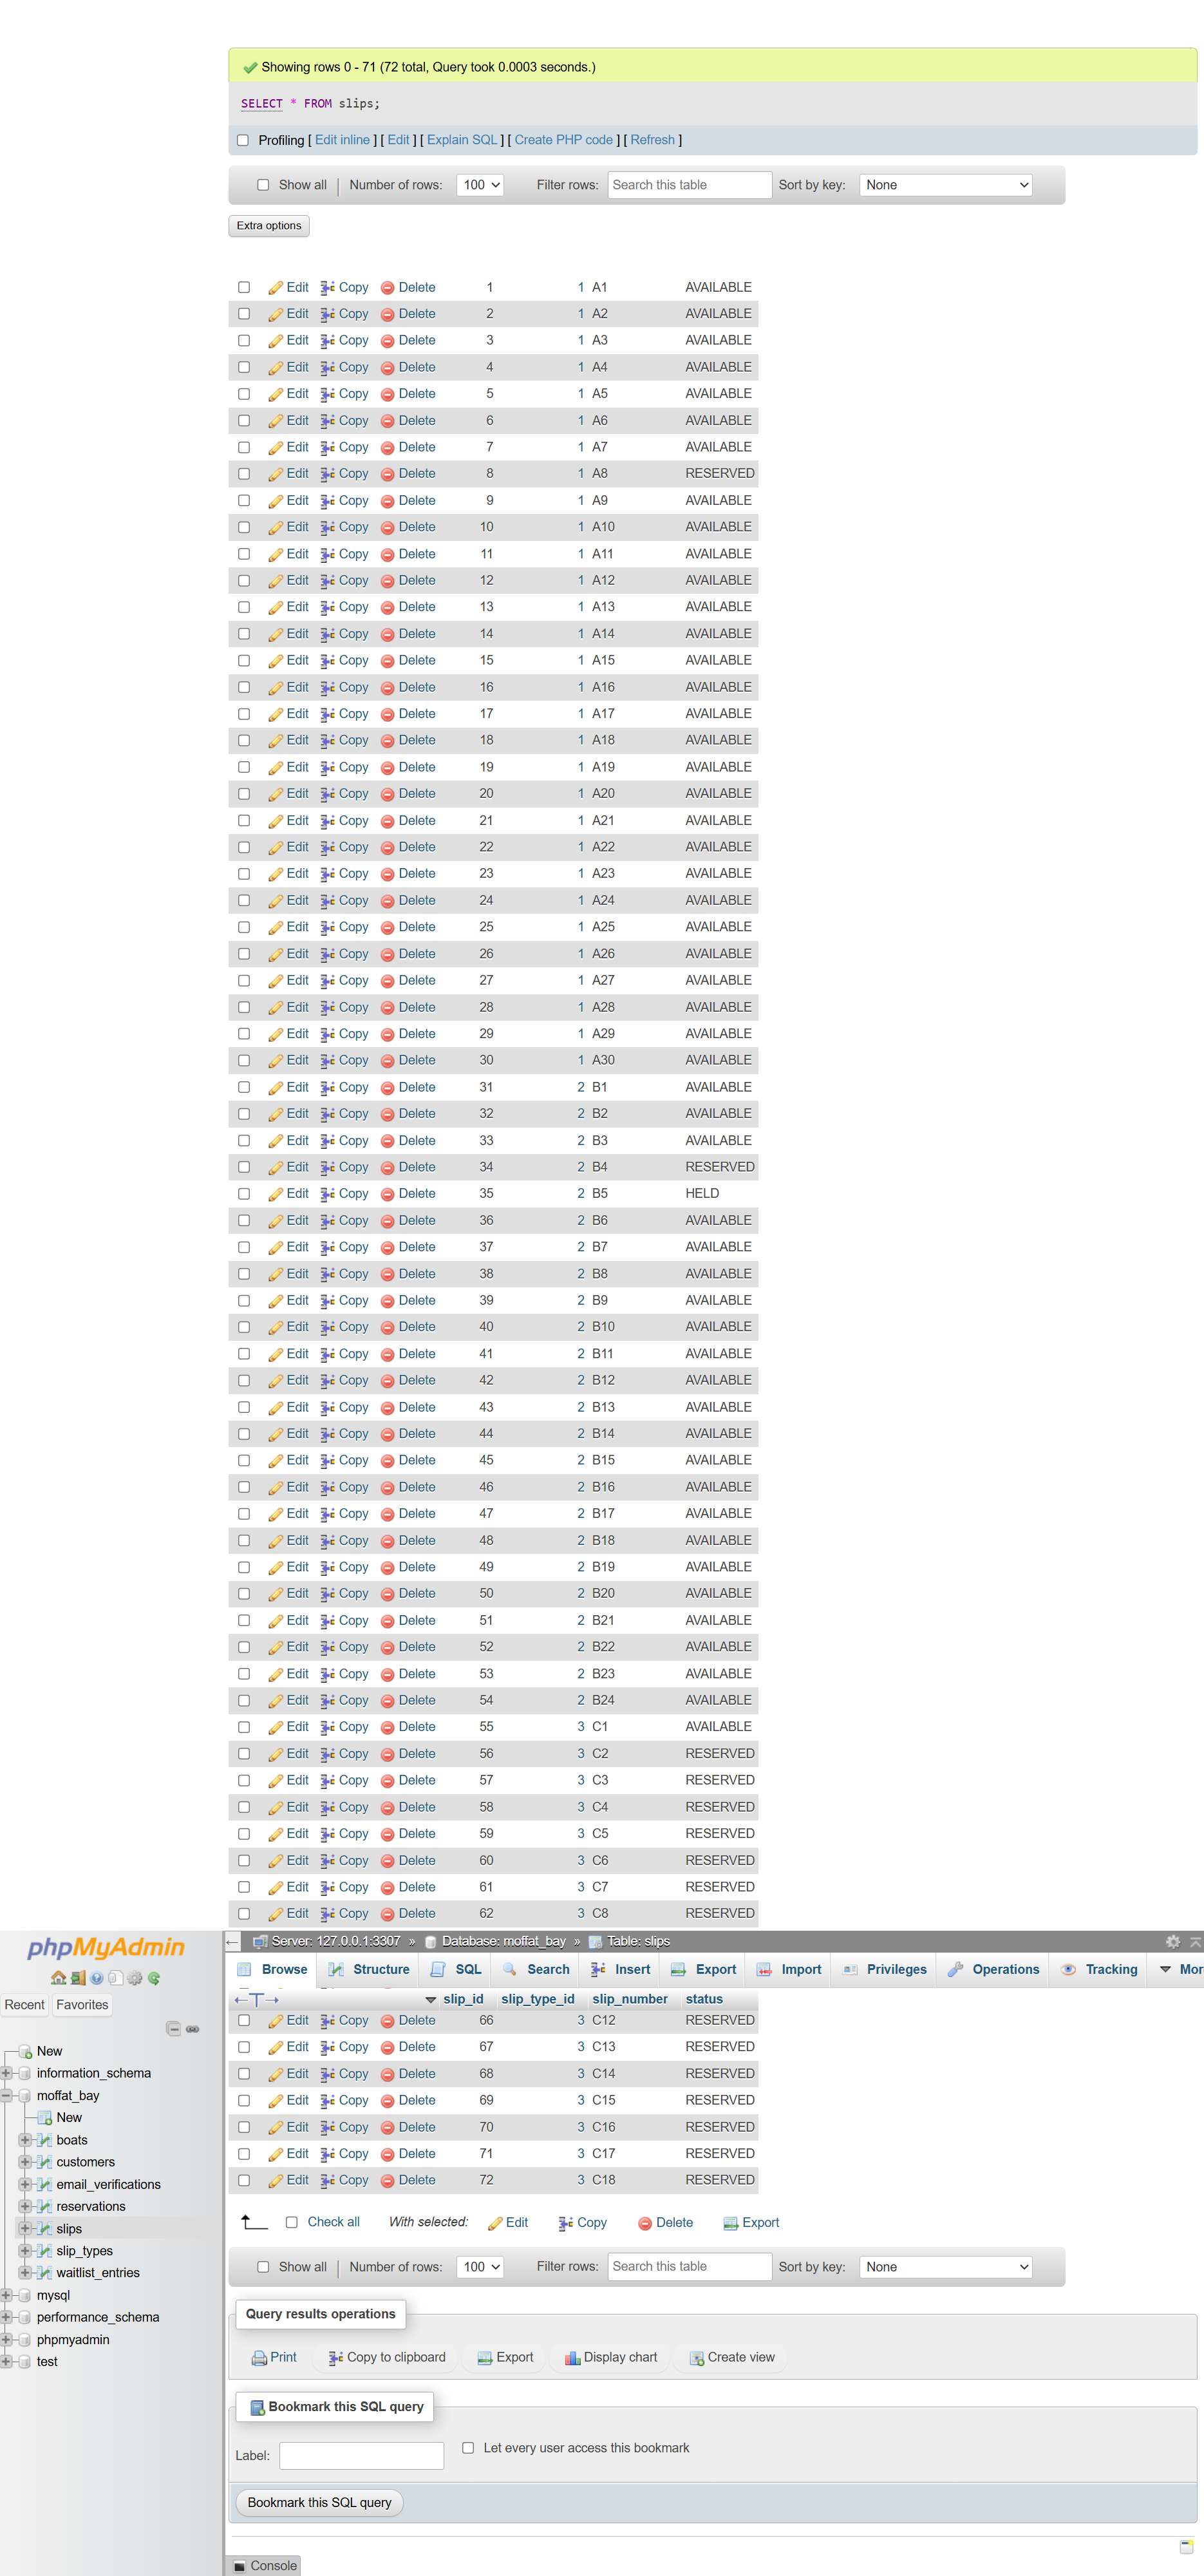 Showing rows 0 - 71 (72 total, Query took 0.0003 seconds.)
SELECT * FROM slips;
Profiling [ Edit inline ] [ Edit ] [ Explain SQL ] [ Create PHP code ] [ Refresh ]
Show all | Number of rows: 100 Filter rows: Search this table Sort by key: None
Extra options
Edit Copy Delete 1 1 A1 AVAILABLE
Edit Copy Delete 2 1 A2 AVAILABLE
Edit Copy Delete 3 1 A3 AVAILABLE
Edit Copy Delete 4 1 A4 AVAILABLE
Edit Copy Delete 5 1 A5 AVAILABLE
Edit Copy Delete 6 1 A6 AVAILABLE
Edit Copy Delete 7 1 A7 AVAILABLE
Edit Copy Delete 8 1 A8 RESERVED
Edit Copy Delete 9 1 A9 AVAILABLE
Edit Copy Delete 10 1 A10 AVAILABLE
Edit Copy Delete 11 1 A11 AVAILABLE
Edit Copy Delete 12 1 A12 AVAILABLE
Edit Copy Delete 13 1 A13 AVAILABLE
Edit Copy Delete 14 1 A14 AVAILABLE
Edit Copy Delete 15 1 A15 AVAILABLE
Edit Copy Delete 16 1 A16 AVAILABLE
Edit Copy Delete 17 1 A17 AVAILABLE
Edit Copy Delete 18 1 A18 AVAILABLE
Edit Copy Delete 19 1 A19 AVAILABLE
Edit Copy Delete 20 1 A20 AVAILABLE
Edit Copy Delete 21 1 A21 AVAILABLE
Edit Copy Delete 22 1 A22 AVAILABLE
Edit Copy Delete 23 1 A23 AVAILABLE
Edit Copy Delete 24 1 A24 AVAILABLE
Edit Copy Delete 25 1 A25 AVAILABLE
Edit Copy Delete 26 1 A26 AVAILABLE
Edit Copy Delete 27 1 A27 AVAILABLE
Edit Copy Delete 28 1 A28 AVAILABLE
Edit Copy Delete 29 1 A29 AVAILABLE
Edit Copy Delete 30 1 A30 AVAILABLE
Edit Copy Delete 31 2 B1 AVAILABLE
Edit Copy Delete 32 2 B2 AVAILABLE
Edit Copy Delete 33 2 B3 AVAILABLE
Edit Copy Delete 34 2 B4 RESERVED
Edit Copy Delete 35 2 B5 HELD
Edit Copy Delete 36 2 B6 AVAILABLE
Edit Copy Delete 37 2 B7 AVAILABLE
Edit Copy Delete 38 2 B8 AVAILABLE
Edit Copy Delete 39 2 B9 AVAILABLE
Edit Copy Delete 40 2 B10 AVAILABLE
Edit Copy Delete 41 2 B11 AVAILABLE
Edit Copy Delete 42 2 B12 AVAILABLE
Edit Copy Delete 43 2 B13 AVAILABLE
Edit Copy Delete 44 2 B14 AVAILABLE
Edit Copy Delete 45 2 B15 AVAILABLE
Edit Copy Delete 46 2 B16 AVAILABLE
Edit Copy Delete 47 2 B17 AVAILABLE
Edit Copy Delete 48 2 B18 AVAILABLE
Edit Copy Delete 49 2 B19 AVAILABLE
Edit Copy Delete 50 2 B20 AVAILABLE
Edit Copy Delete 51 2 B21 AVAILABLE
Edit Copy Delete 52 2 B22 AVAILABLE
Edit Copy Delete 53 2 B23 AVAILABLE
Edit Copy Delete 54 2 B24 AVAILABLE
Edit Copy Delete 55 3 C1 AVAILABLE
Edit Copy Delete 56 3 C2 RESERVED
Edit Copy Delete 57 3 C3 RESERVED
Edit Copy Delete 58 3 C4 RESERVED
Edit Copy Delete 59 3 C5 RESERVED
Edit Copy Delete 60 3 C6 RESERVED
Edit Copy Delete 61 3 C7 RESERVED
Edit Copy Delete 62 3 C8 RESERVED
phpMyAdmin
Recent Favorites
New
information_schema
moffat_bay
New
boats
customers
email_verifications
reservations
slips
slip_types
waitlist_entries
mysql
performance_schema
phpmyadmin
test
Server: 127.0.0.1:3307 » Database: moffat_bay » Table: slips
Browse Structure SQL Search Insert Export Import Privileges Operations Tracking Mor
slip_id slip_type_id slip_number status
Edit Copy Delete 66 3 C12 RESERVED
Edit Copy Delete 67 3 C13 RESERVED
Edit Copy Delete 68 3 C14 RESERVED
Edit Copy Delete 69 3 C15 RESERVED
Edit Copy Delete 70 3 C16 RESERVED
Edit Copy Delete 71 3 C17 RESERVED
Edit Copy Delete 72 3 C18 RESERVED
Check all With selected: Edit Copy Delete Export
Show all | Number of rows: 100 Filter rows: Search this table Sort by key: None
Query results operations
Print Copy to clipboard Export Display chart Create view
Bookmark this SQL query
Label: Let every user access this bookmark
Bookmark this SQL query
Console